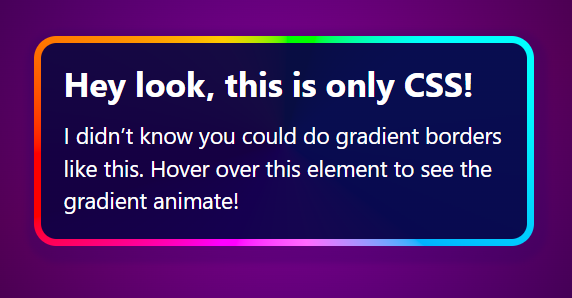 Hey look, this is only CSS!
I didn’t know you could do gradient borders
like this. Hover over this element to see the
gradient animate!